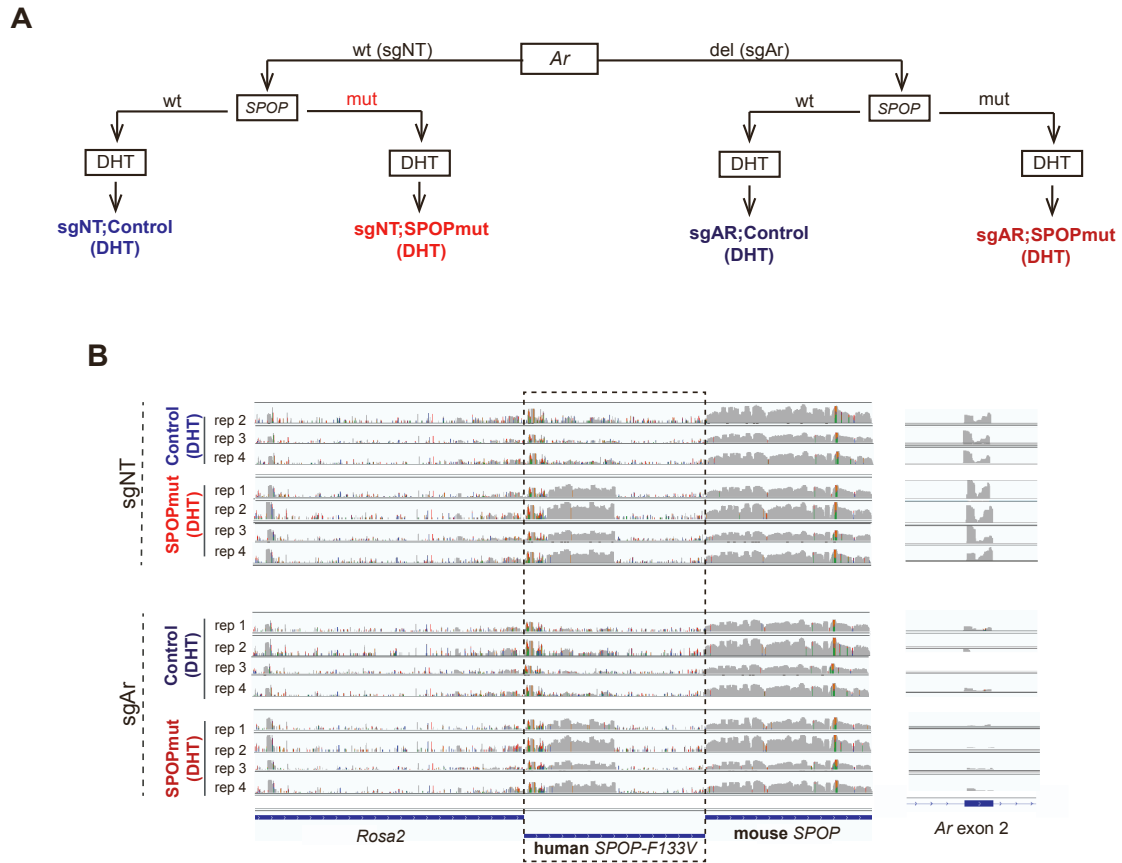 A
wt (sgNT)
Ar
del (sgAr)
wt
SPOP
mut
wt
SPOP
mut
DHT
DHT
DHT
DHT
sgNT;Control
(DHT)
sgNT;SPOPmut
(DHT)
sgAR;Control
(DHT)
sgAR;SPOPmut
(DHT)
B
sgNT
Control
(DHT)
rep 2
rep 3
rep 4
SPOPmut
(DHT)
rep 1
rep 2
rep 3
rep 4
sgAr
Control
(DHT)
rep 1
rep 2
rep 3
rep 4
SPOPmut
(DHT)
rep 1
rep 2
rep 3
rep 4
Rosa2
human SPOP-F133V
mouse SPOP
Ar exon 2